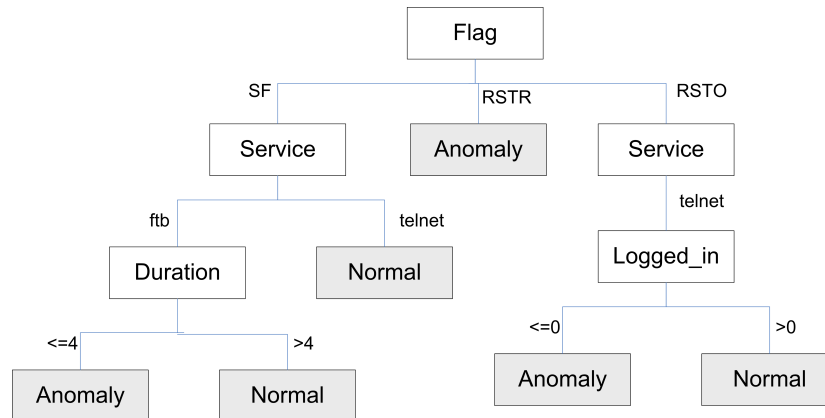 Flag
SF
RSTR
RSTO
Service
Anomaly
Service
ftb
telnet
telnet
Duration
Normal
Logged_in
<=4
>4
<=0
>0
Anomaly
Normal
Anomaly
Normal